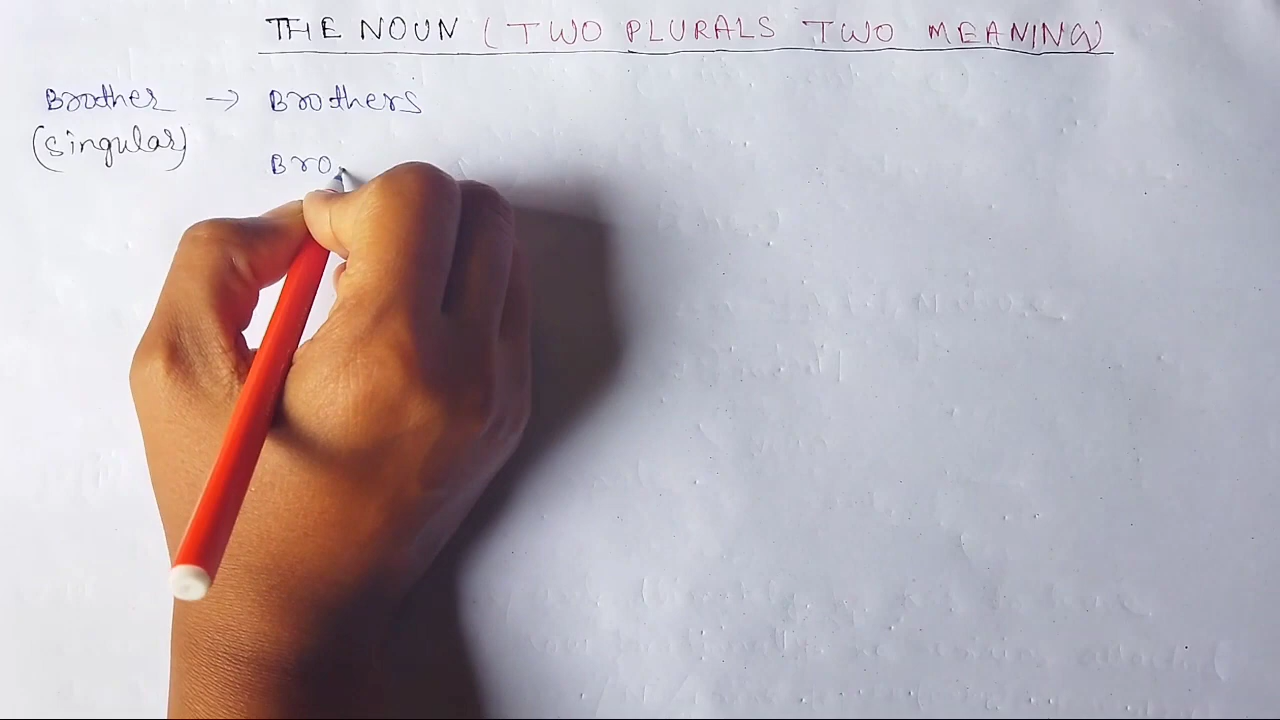 THE NOUN (TWO PLURALS TWO MEANING)
Brother → Brothers
(singular)
Bro